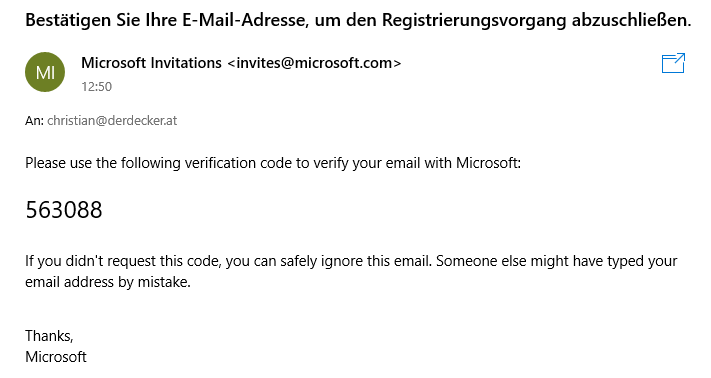 Bestätigen Sie Ihre E-Mail-Adresse, um den Registrierungsvorgang abzuschließen.
MI
Microsoft Invitations <invites@microsoft.com>
12:50
An: christian@derdecker.at
Please use the following verification code to verify your email with Microsoft:
563088
If you didn't request this code, you can safely ignore this email. Someone else might have typed your
email address by mistake.
Thanks,
Microsoft